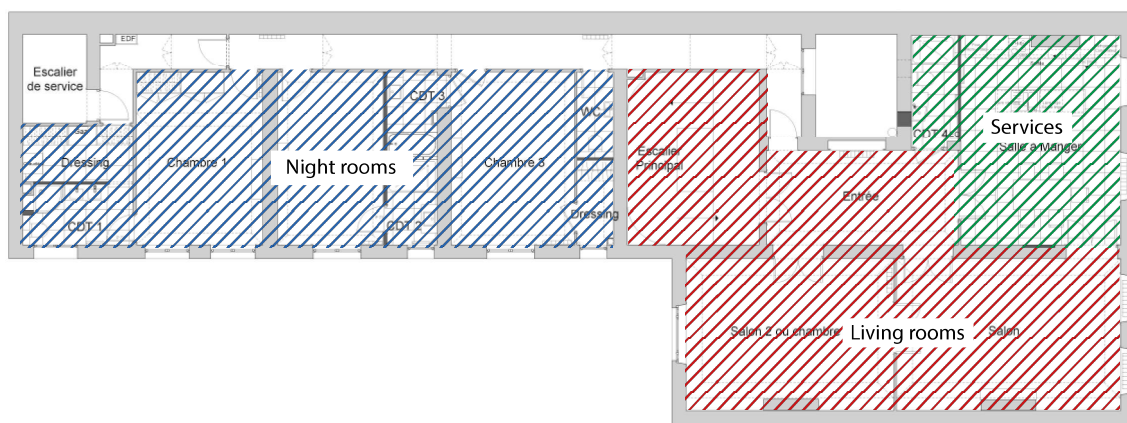 EDF
Escalier
de service
Dressing
CDT 1
Chambre 1
Night rooms
CDT 3
CDT 2
Chambre 3
WC
Dressing
Escalier
Principal
Entrée
CDT 4
Services
Salle à Manger
Salon 2 ou chambre
Living rooms
Salon